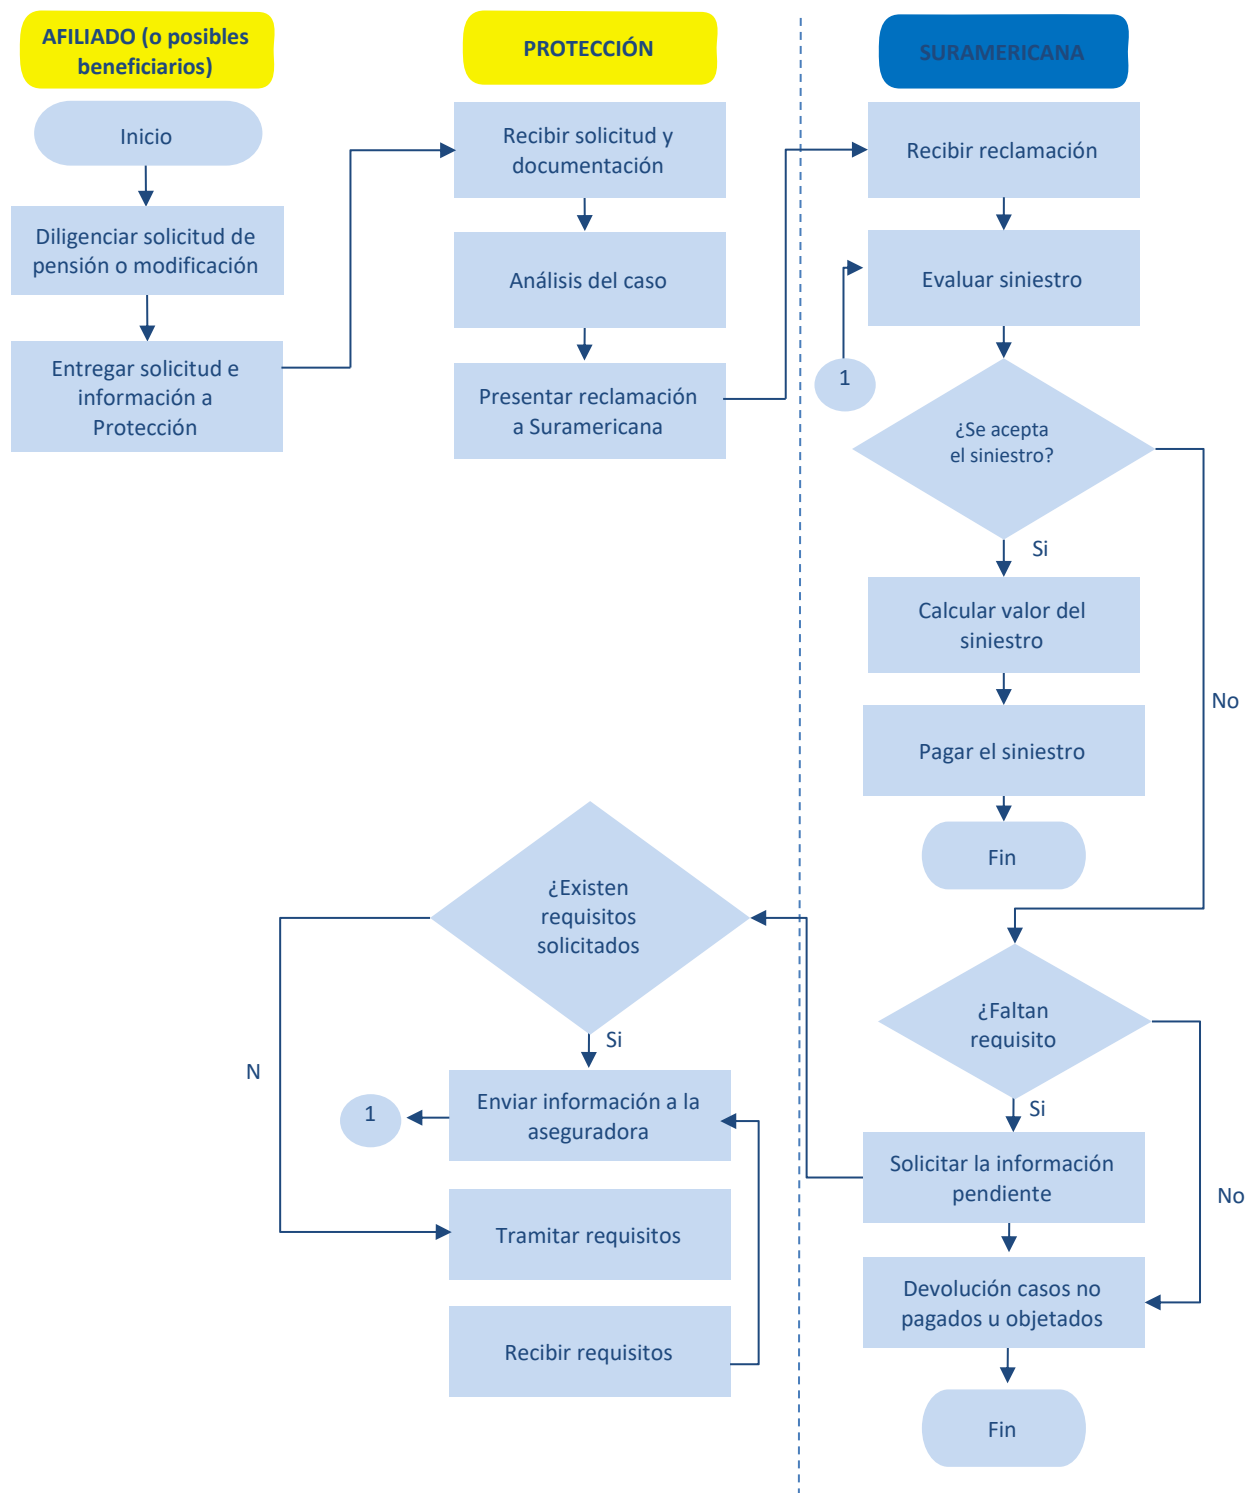 AFILIADO (o posibles
beneficiarios)
PROTECCIÓN
SURAMERICANA
Inicio
Diligenciar solicitud de
pensión o modificación
Entregar solicitud e
información a
Protección
Recibir solicitud y
documentación
Análisis del caso
Presentar reclamación
a Suramericana
Recibir reclamación
Evaluar siniestro
1
¿Se acepta
el siniestro?
Si
No
Calcular valor del
siniestro
Pagar el siniestro
Fin
¿Faltan
requisito
Si
No
Solicitar la información
pendiente
Devolución casos no
pagados u objetados
Fin
¿Existen
requisitos
solicitados
Si
N
Enviar información a la
aseguradora
1
Tramitar requisitos
Recibir requisitos